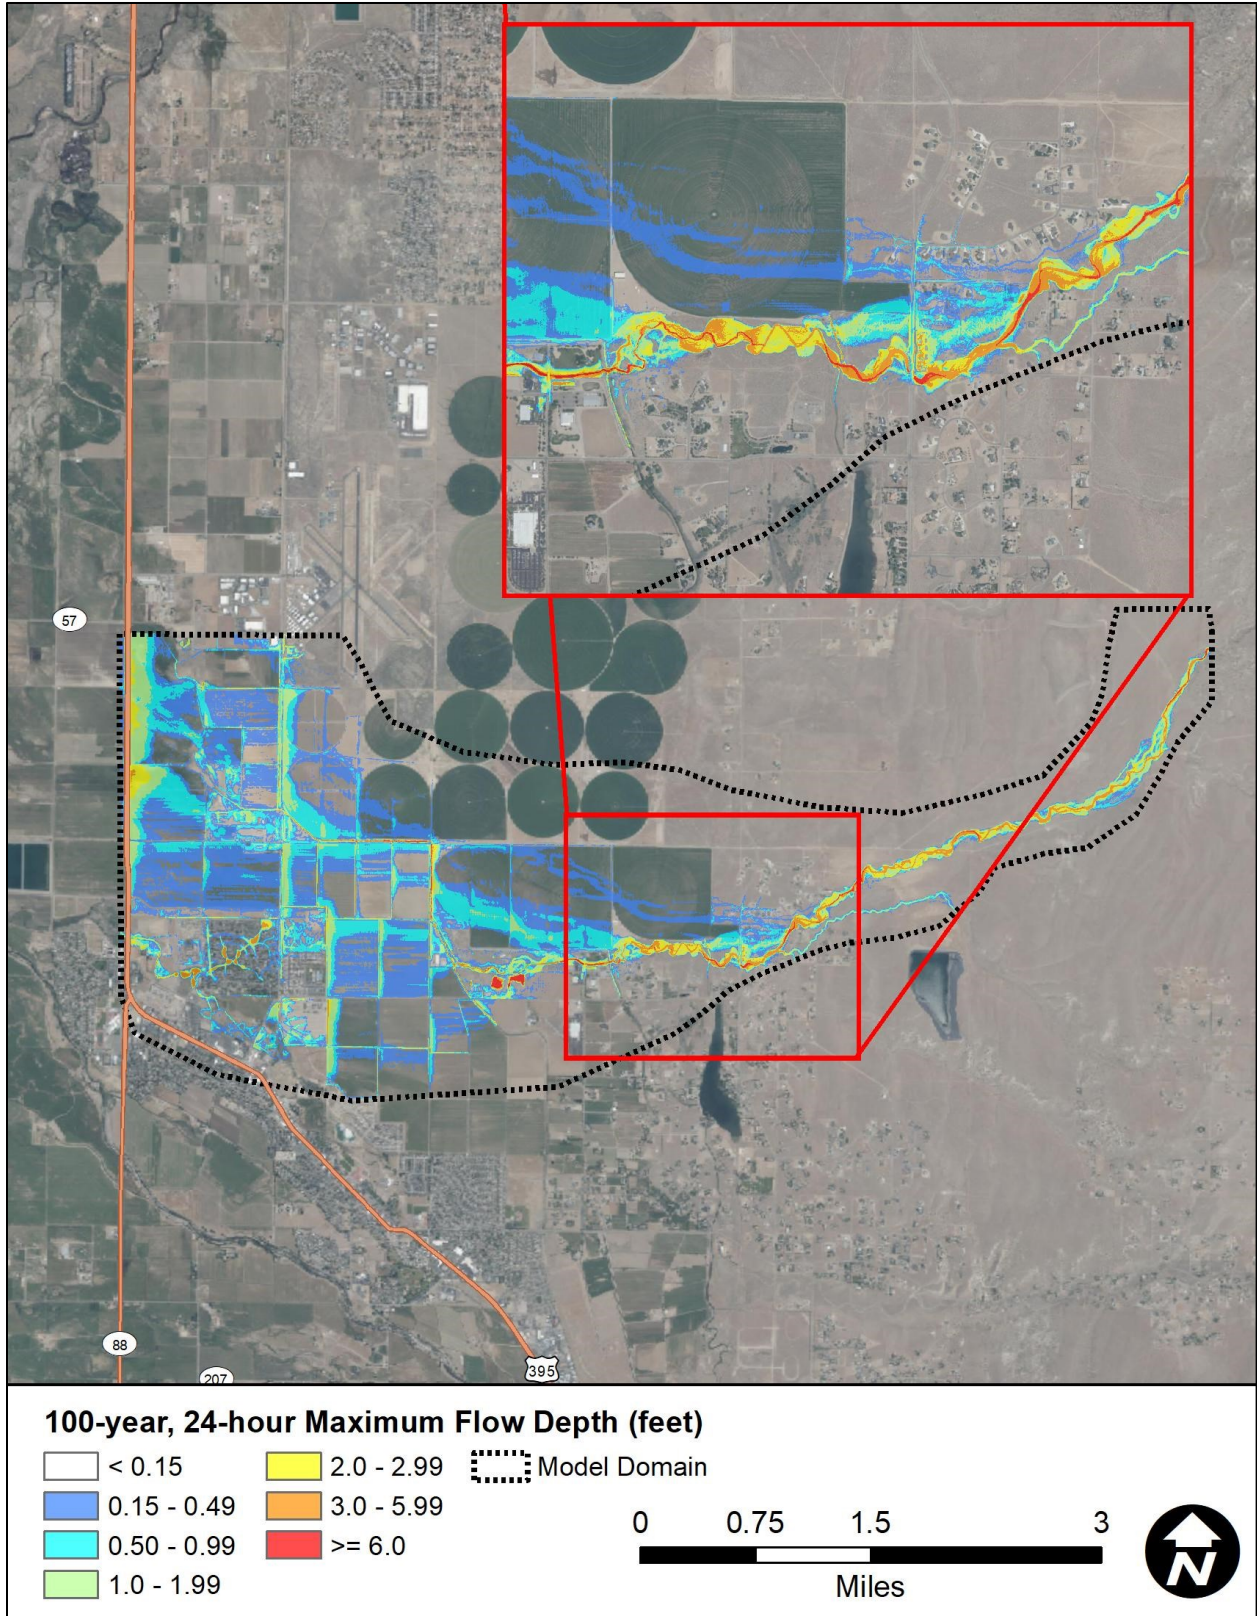 57
88
207
395
100-year, 24-hour Maximum Flow Depth (feet)
< 0.15
0.15 - 0.49
0.50 - 0.99
1.0 - 1.99
2.0 - 2.99
3.0 - 5.99
>= 6.0
Model Domain
0 0.75 1.5 3
Miles
N